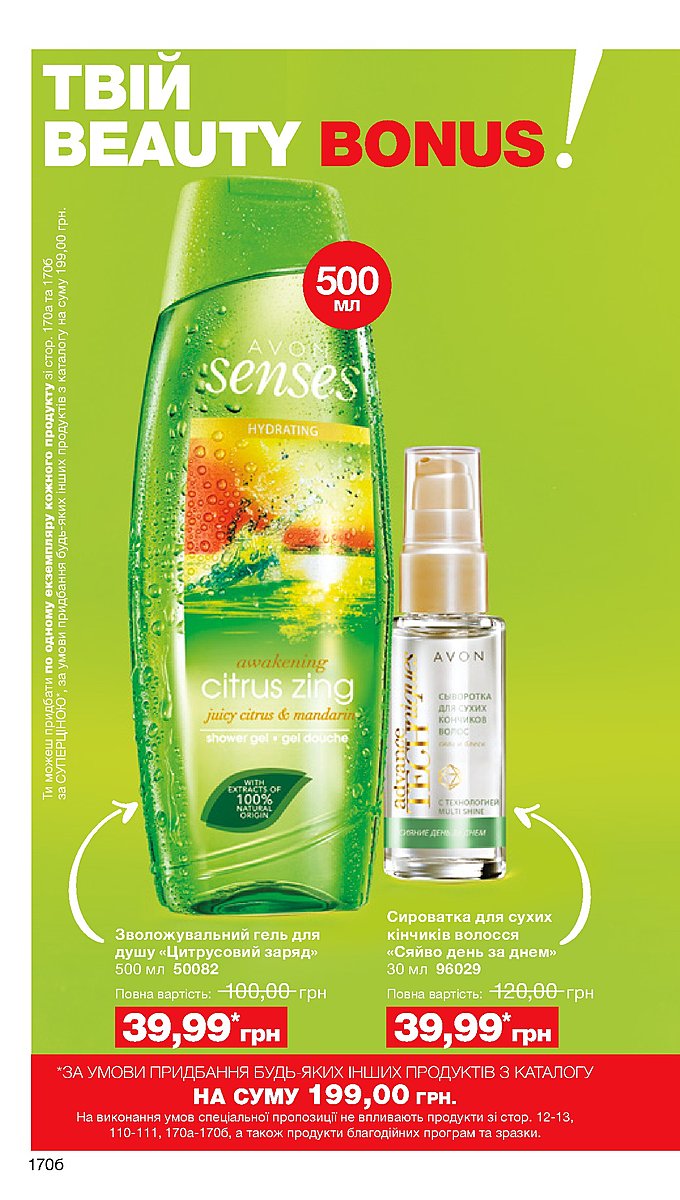 ТВІЙ
BEAUTY BONUS!
Ти можеш придбати по одному екземпляру кожного продукту зі стор. 170а та 170б
за СУПЕРЦІНОЮ*, за умови придбання будь-яких інших продуктів з каталогу на суму 199,00 грн.
500
МЛ
AVON
senses
HYDRATING
awakening
citrus zing
juicy citrus & mandarin
shower gel • gel douche
WITH
EXTRACTS OF
100%
NATURAL
ORIGIN
AVON
advance
TECHNIQUES
СЫВОРОТКА
ДЛЯ СУХИХ
КОНЧИКОВ
ВОЛОС
С ТЕХНОЛОГИЕЙ
MULTI SHINE
СИЯНИЕ ДЕНЬ ЗА ДНЕМ
Зволожувальний гель для
душу «Цитрусовий заряд»
500 мл 50082
Повна вартість: 100,00 грн
39,99* грн
Сироватка для сухих
кінчиків волосся
«Сяйво день за днем»
30 мл 96029
Повна вартість: 120,00 грн
39,99* грн
*ЗА УМОВИ ПРИДБАННЯ БУДЬ-ЯКИХ ІНШИХ ПРОДУКТІВ З КАТАЛОГУ
НА СУМУ 199,00 ГРН.
На виконання умов спеціальної пропозиції не впливають продукти зі стор. 12-13,
110-111, 170а-170б, а також продукти благодійних програм та зразки.
170б